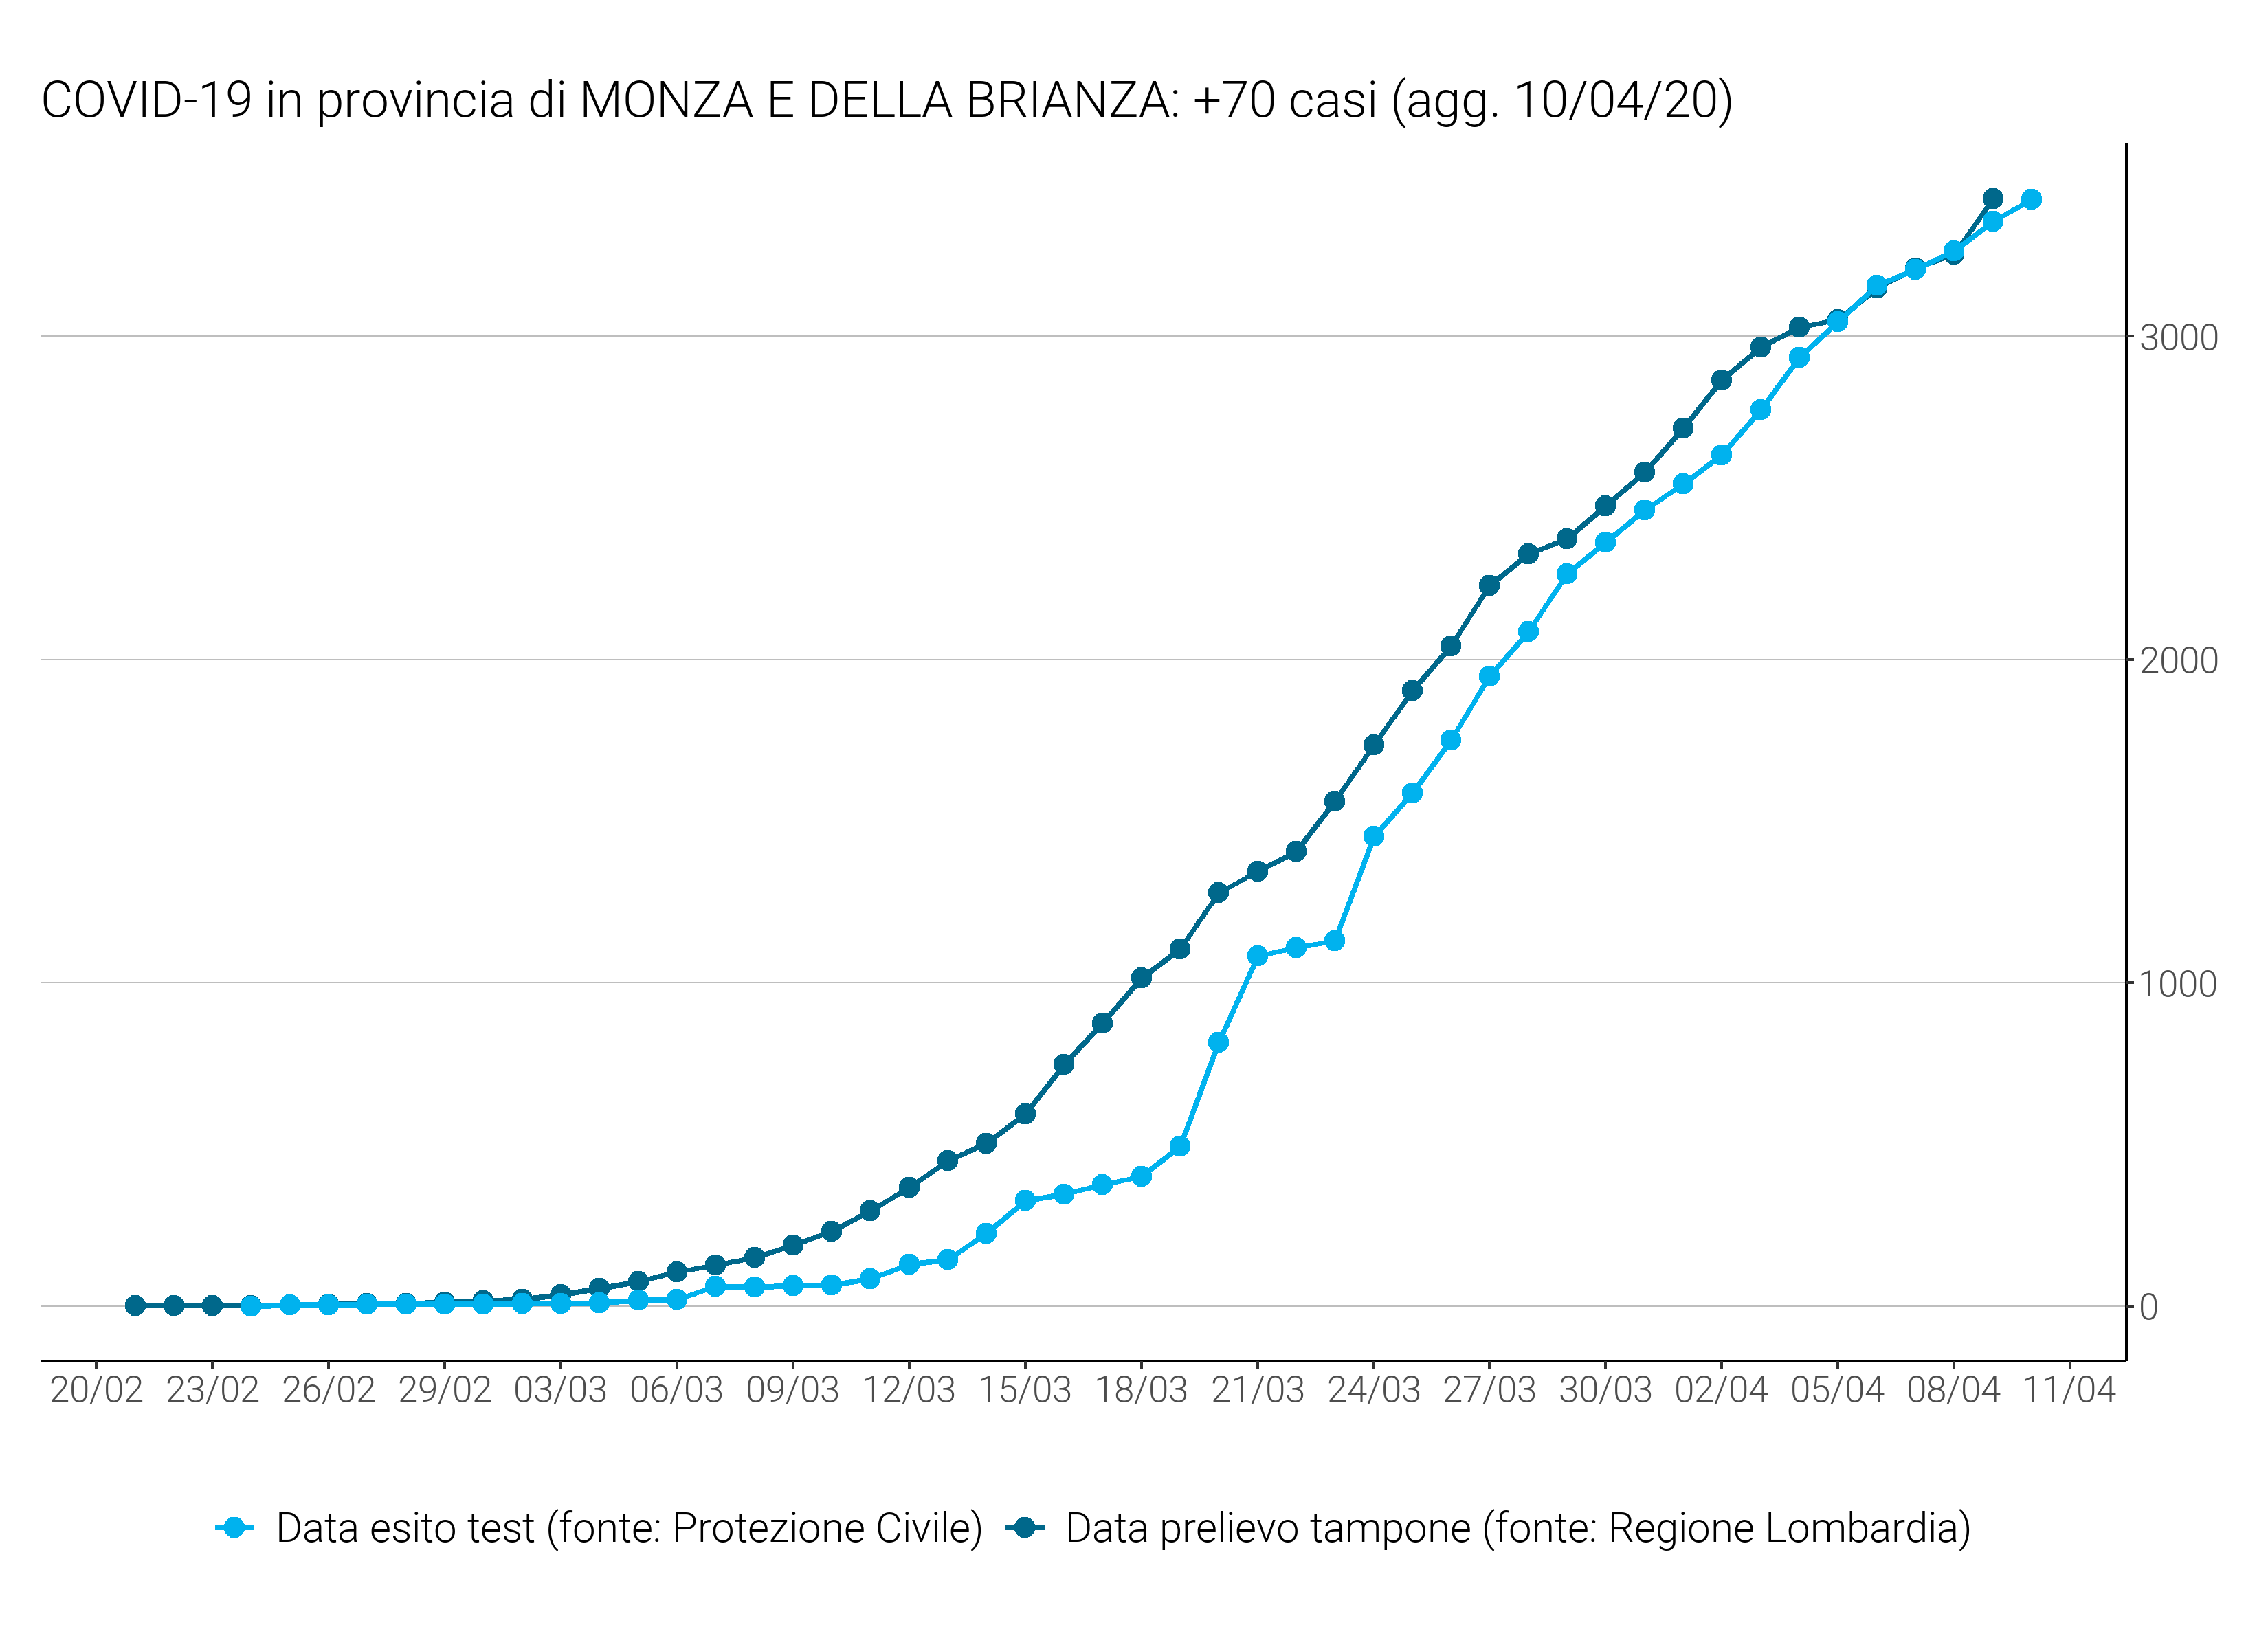 COVID-19 in provincia di MONZA E DELLA BRIANZA: +70 casi (agg. 10/04/20)
3000
2000
1000
0
20/02 23/02 26/02 29/02 03/03 06/03 09/03 12/03 15/03 18/03 21/03 24/03 27/03 30/03 02/04 05/04 08/04 11/04
Data esito test (fonte: Protezione Civile) Data prelievo tampone (fonte: Regione Lombardia)